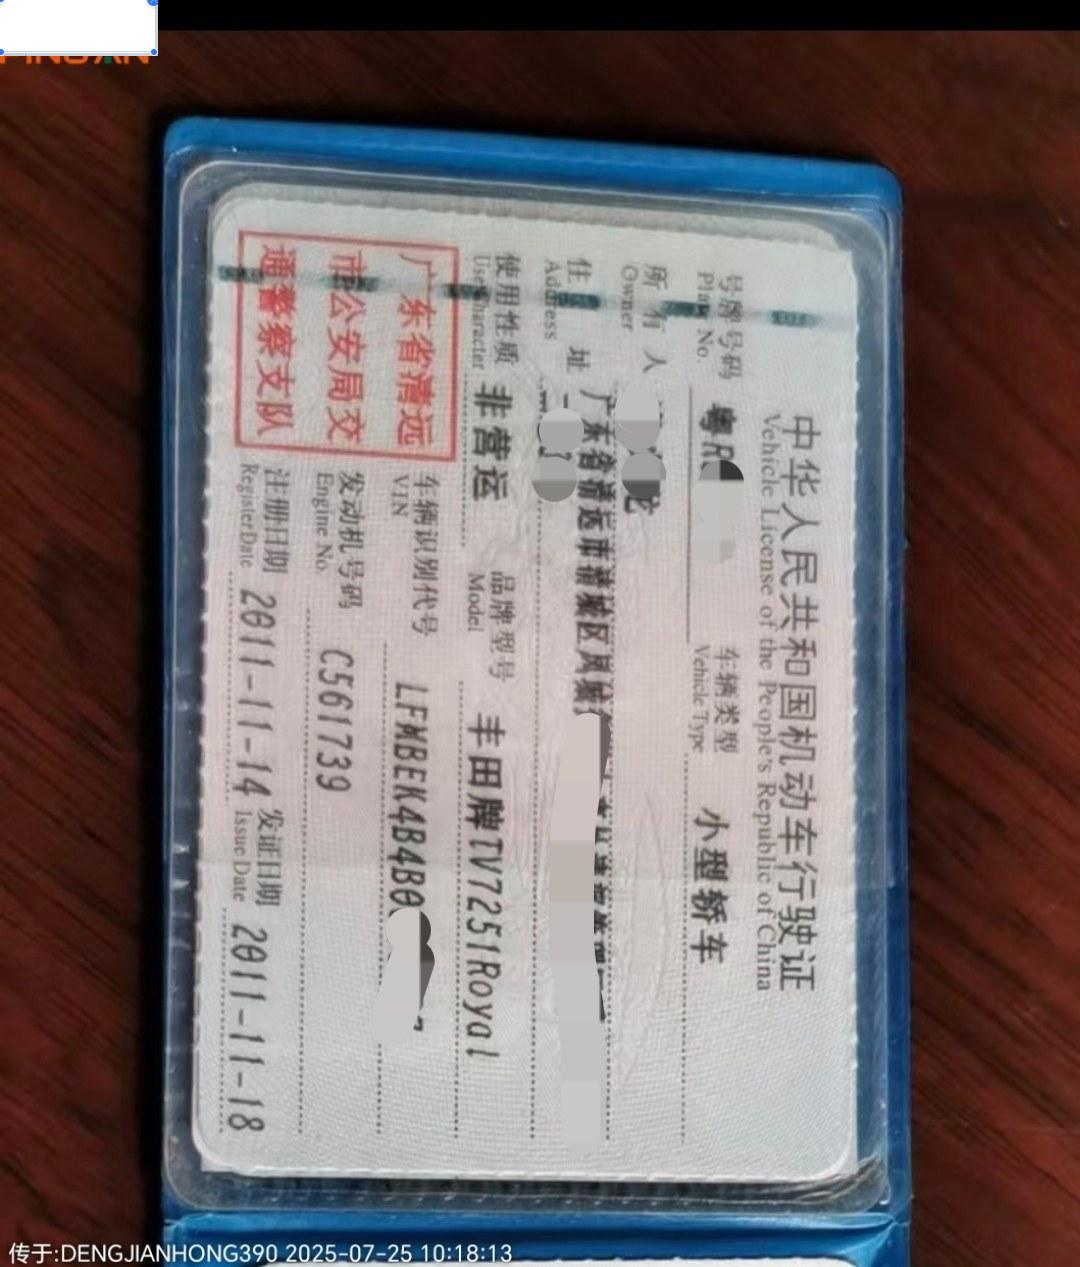 中华人民共和国机动车行驶证
Vehicle License of the People's Republic of China
号牌号码 粤R 车辆类型 小型轿车
Plate No. Vehicle Type
所有人
Owner
住址 广东省清远市清城区凤城
Address
使用性质 非营运 品牌型号 丰田牌TV7251Royal
Use Character Model
广东省清远
市公安局交
通警察支队
车辆识别代号 LFMBEK4B4B0
VIN
发动机号码 C561739
Engine No.
注册日期 2011-11-14 发证日期 2011-11-18
Register Date Issue Date
传于:DENGJIANHONG390 2025-07-25 10:18:13